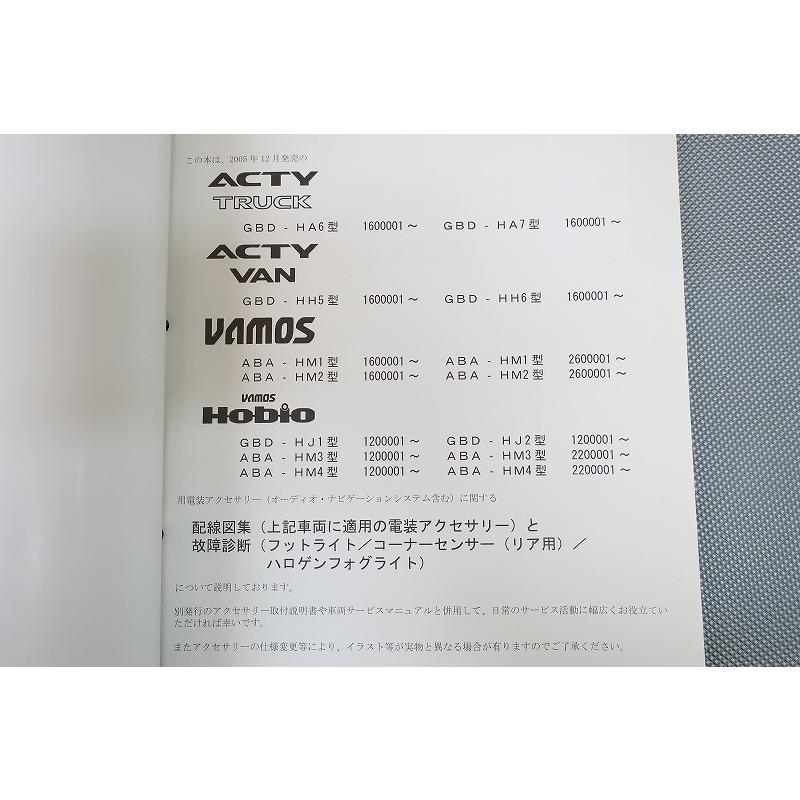 この本は、2005年12月発売の
ACTY
TRUCK
GBD - HA6型 1600001～ GBD - HA7型 1600001～
ACTY
VAN
GBD - HH5型 1600001～ GBD - HH6型 1600001～
VAMOS
ABA - HM1型 1600001～ ABA - HM1型 2600001～
ABA - HM2型 1600001～ ABA - HM2型 2600001～
VAMOS
Hobio
GBD - HJ1型 1200001～ GBD - HJ2型 1200001～
ABA - HM3型 1200001～ ABA - HM3型 2200001～
ABA - HM4型 1200001～ ABA - HM4型 2200001～
用電装アクセサリー（オーディオ・ナビゲーションシステム含む）に関する
配線図集（上記車両に適用の電装アクセサリー）と
故障診断（フットライト／コーナーセンサー（リア用）／
ハロゲンフォグライト）
について説明しております。
別発行のアクセサリー取付説明書や車両サービスマニュアルと併用して、日常のサービス活動に幅広くお役立てい
ただければ幸いです。
またアクセサリーの仕様変更等により、イラスト等が実物と異なる場合が有りますのでご了承ください。